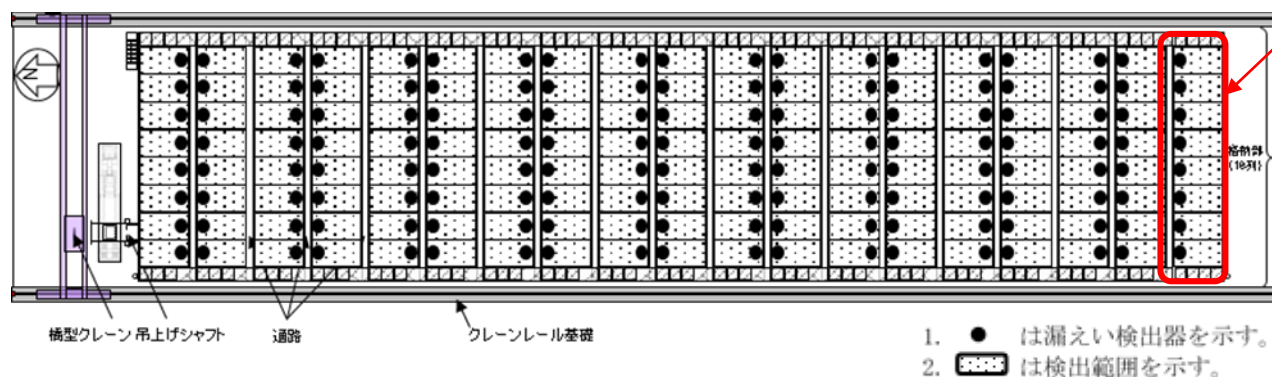 N
格納部
(19列)
橋型クレーン 吊上げシャフト
通路
クレーンレール基礎
1. ● は漏えい検出器を示す。
2. は検出範囲を示す。